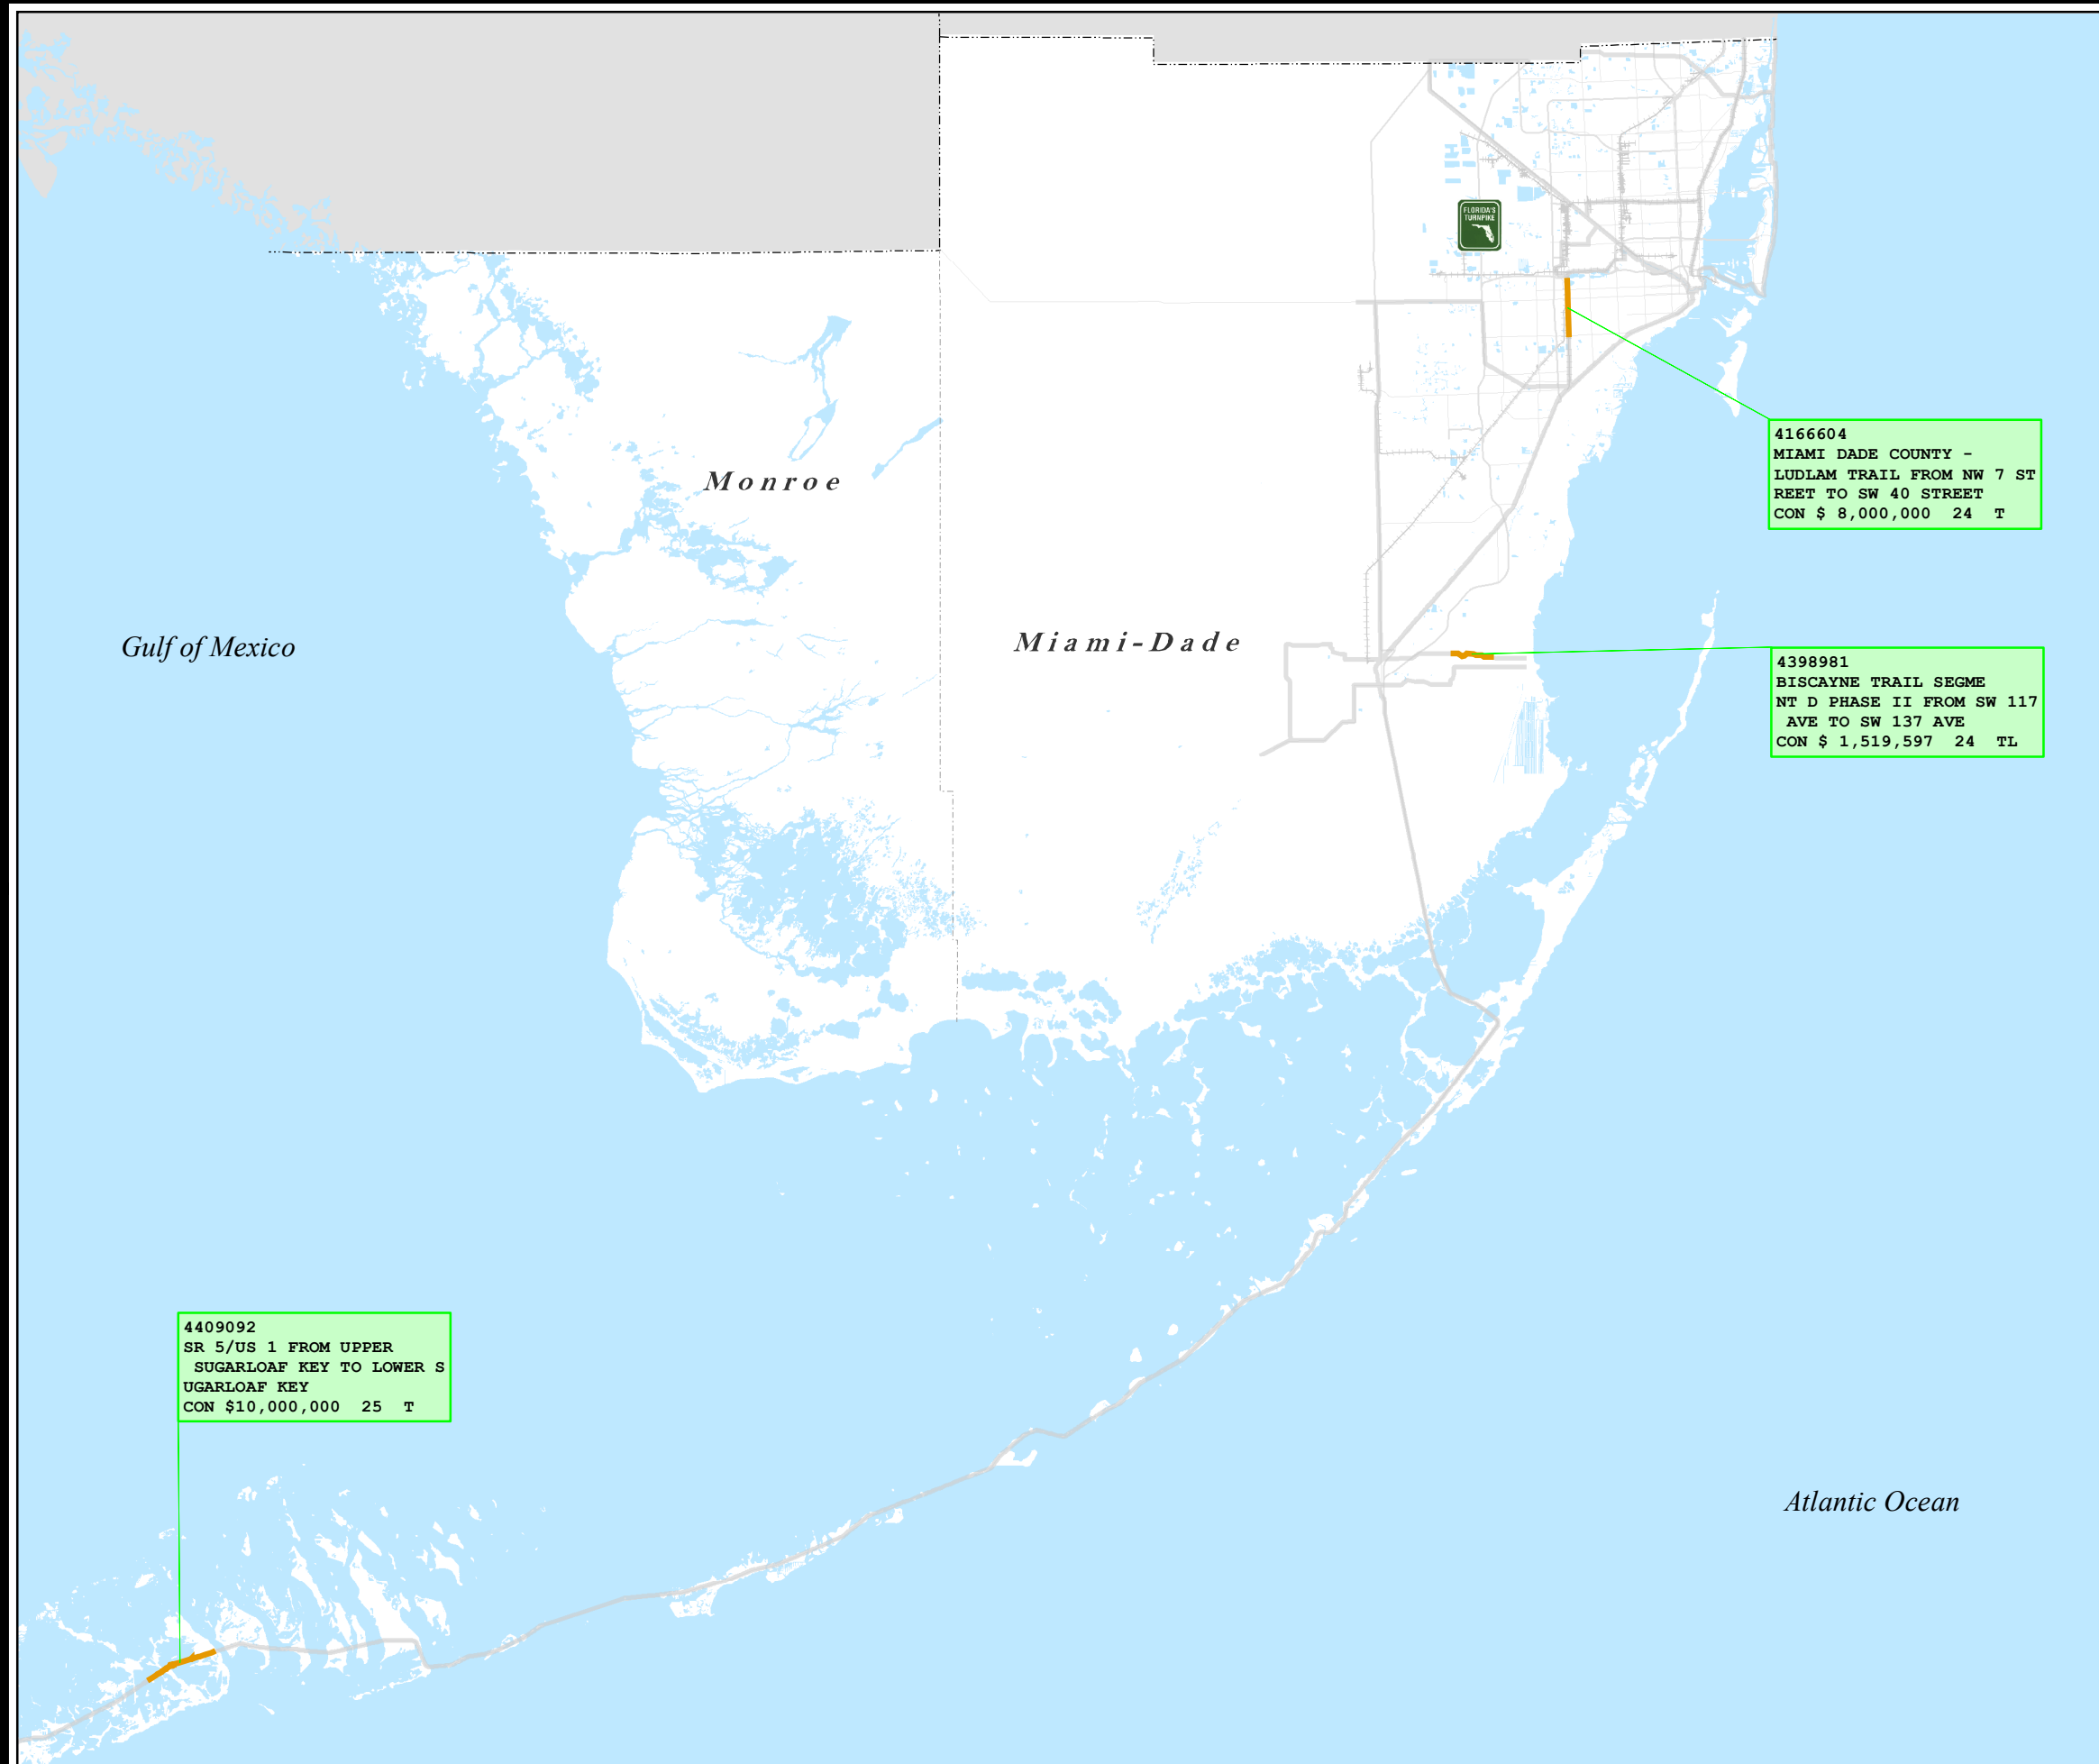 FLORIDA'S
TURNPIKE
4166604
MIAMI DADE COUNTY -
LUDLAM TRAIL FROM NW 7 ST
REET TO SW 40 STREET
CON $ 8,000,000 24 T
Monroe
Gulf of Mexico
Miami-Dade
4398981
BISCAYNE TRAIL SEGME
NT D PHASE II FROM SW 117
AVE TO SW 137 AVE
CON $ 1,519,597 24 TL
4409092
SR 5/US 1 FROM UPPER
SUGARLOAF KEY TO LOWER S
UGARLOAF KEY
CON $10,000,000 25 T
Atlantic Ocean